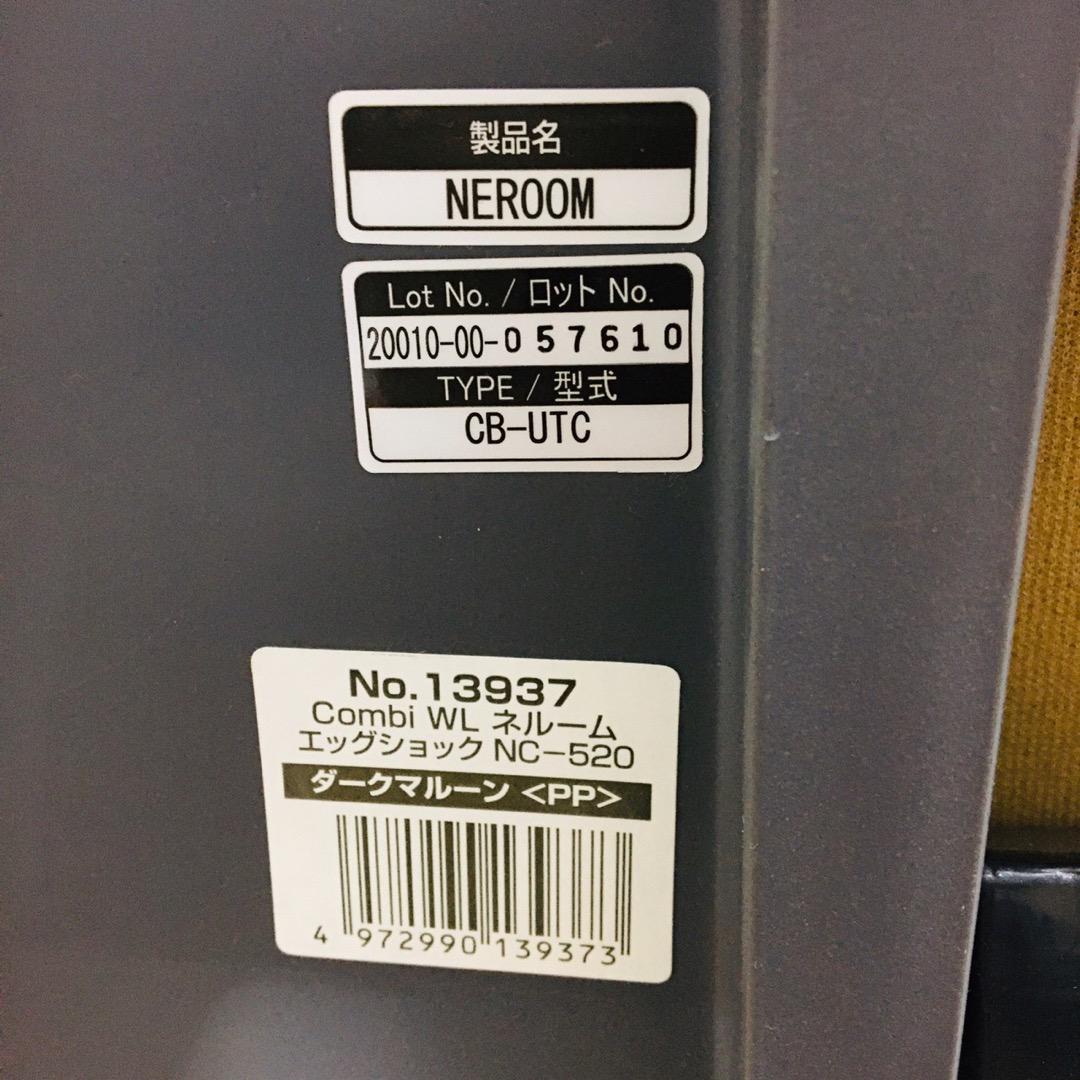 製品名
NEROOM
Lot No. / ロット No.
20010-00-057610
TYPE / 型式
CB-UTC
No.13937
Combi WL ネルーム
エッグショック NC-520
ダークマルーン <PP>
4 972990 139373